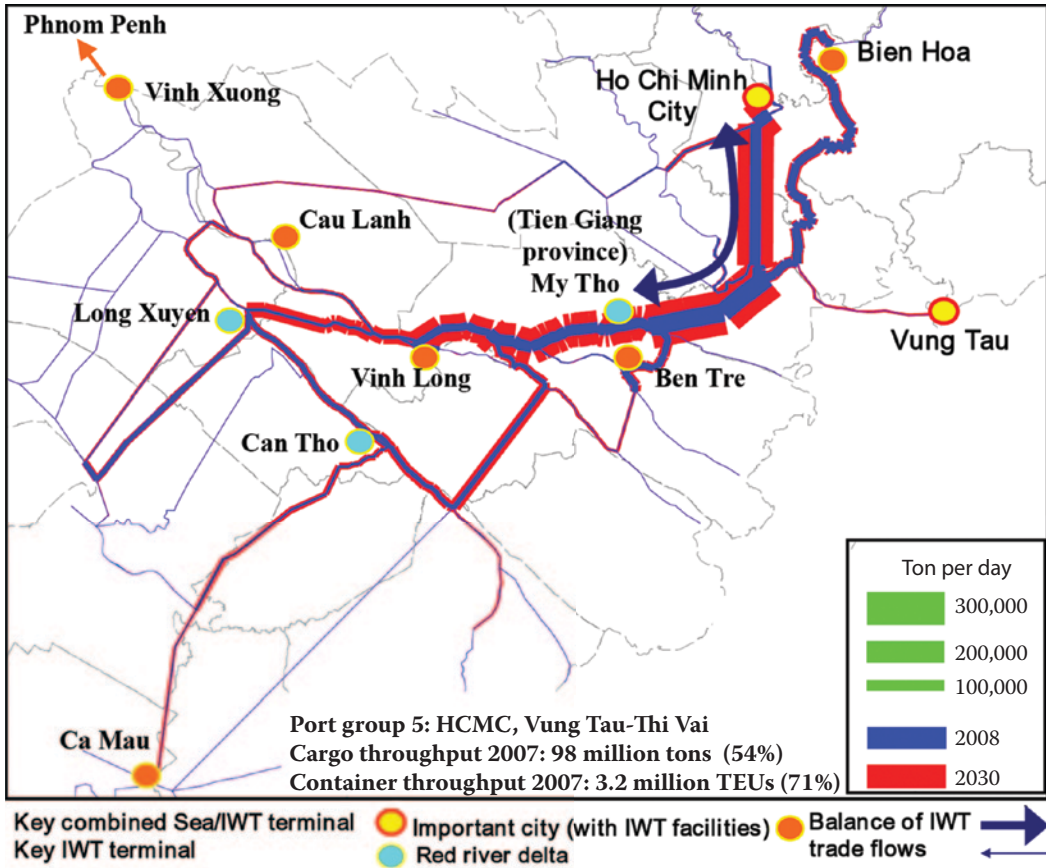 Phnom Penh
Vinh Xuong
Ho Chi Minh
City
Bien Hoa
Cau Lanh
(Tien Giang
province)
My Tho
Long Xuyen
Vung Tau
Vinh Long
Ben Tre
Can Tho
Ca Mau
Ton per day
300,000
200,000
100,000
2008
2030
Port group 5: HCMC, Vung Tau-Thi Vai
Cargo throughput 2007: 98 million tons (54%)
Container throughput 2007: 3.2 million TEUs (71%)
Key combined Sea/IWT terminal
Key IWT terminal
Important city (with IWT facilities)
Red river delta
Balance of IWT
trade flows